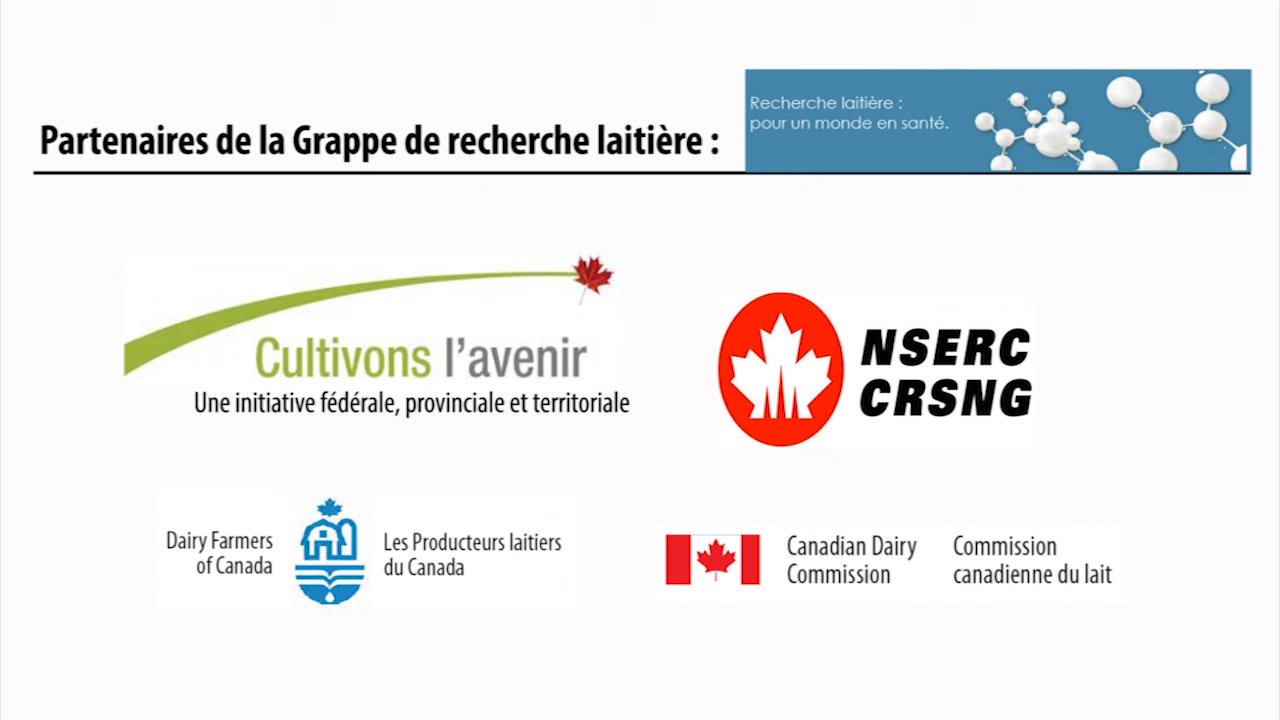 Partenaires de la Grappe de recherche laitière :
Recherche laitière :
pour un monde en santé.
Cultivons l'avenir
Une initiative fédérale, provinciale et territoriale
NSERC
CRSNG
Dairy Farmers
of Canada
Les Producteurs laitiers
du Canada
Canadian Dairy
Commission
Commission
canadienne du lait